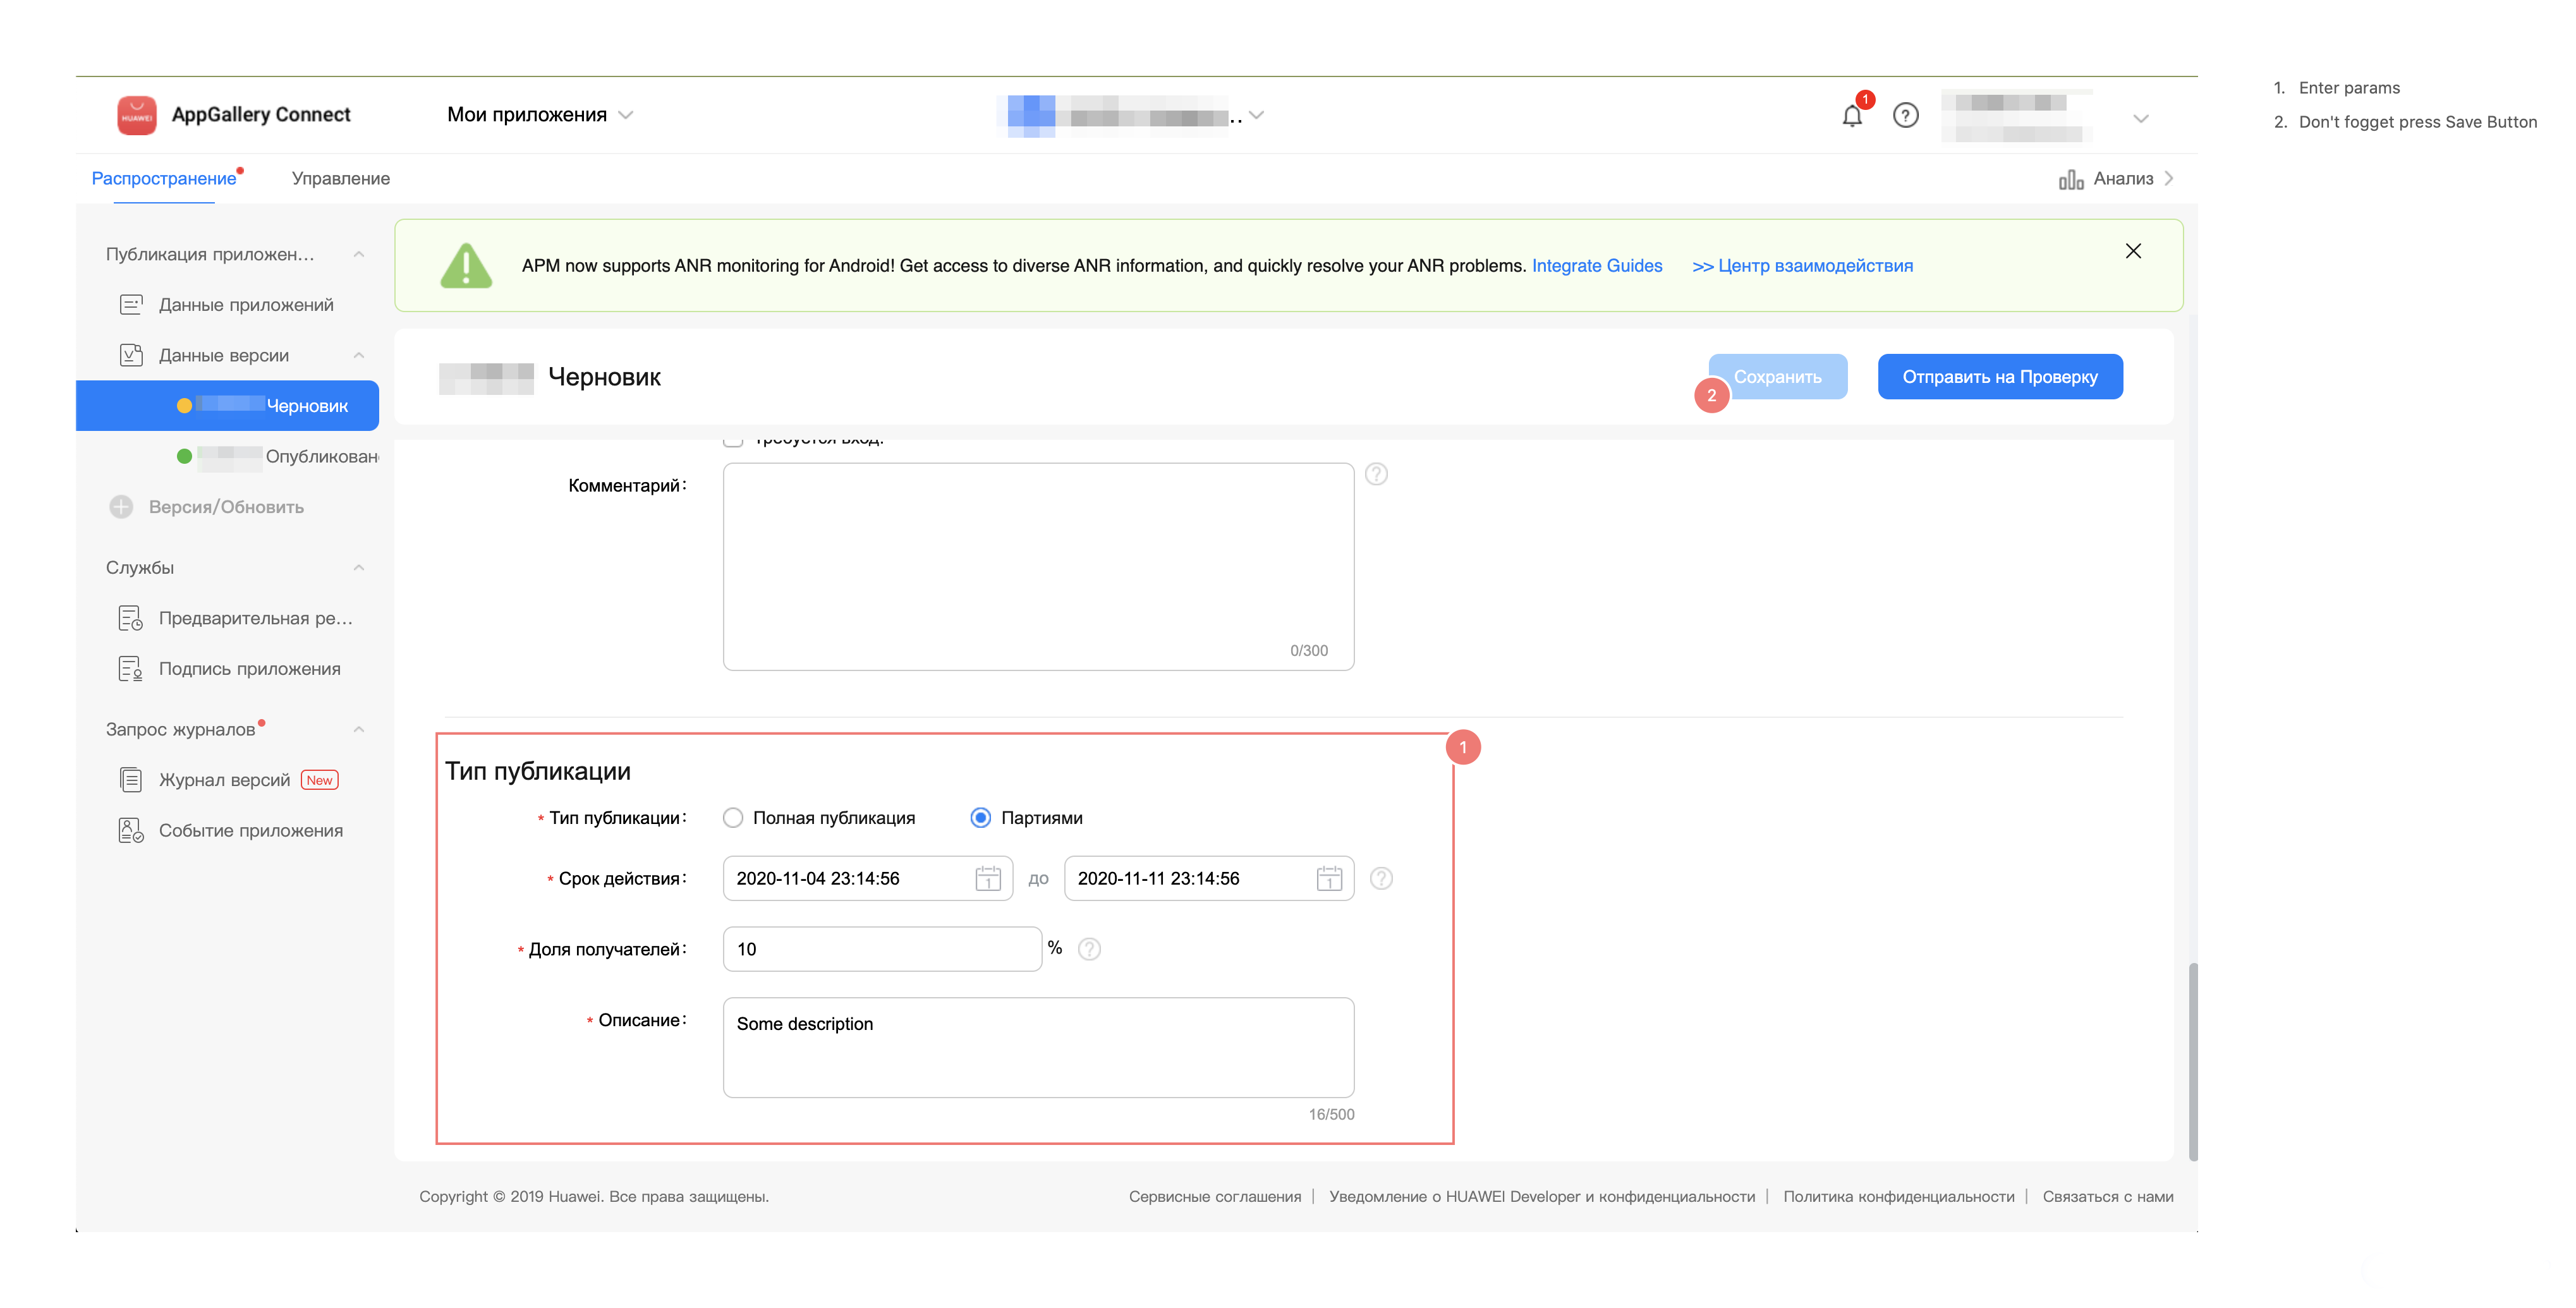 1. Enter params
2. Don't fogget press Save Button
HUAWEI AppGallery Connect
Мои приложения
..
1
Распространение
Управление
Анализ
Публикация приложен...
Данные приложений
Данные версии
Черновик
Опубликован
Версия/Обновить
Службы
Предварительная ре...
Подпись приложения
Запрос журналов
Журнал версий New
Событие приложения
APM now supports ANR monitoring for Android! Get access to diverse ANR information, and quickly resolve your ANR problems. Integrate Guides >> Центр взаимодействия
Черновик
Сохранить
2
Отправить на Проверку
Требуется вход.
Комментарий:
0/300
1
Тип публикации
* Тип публикации: Полная публикация Партиями
* Срок действия: 2020-11-04 23:14:56 до 2020-11-11 23:14:56
* Доля получателей: 10 %
* Описание: Some description
16/500
Copyright © 2019 Huawei. Все права защищены.
Сервисные соглашения | Уведомление о HUAWEI Developer и конфиденциальности | Политика конфиденциальности | Связаться с нами